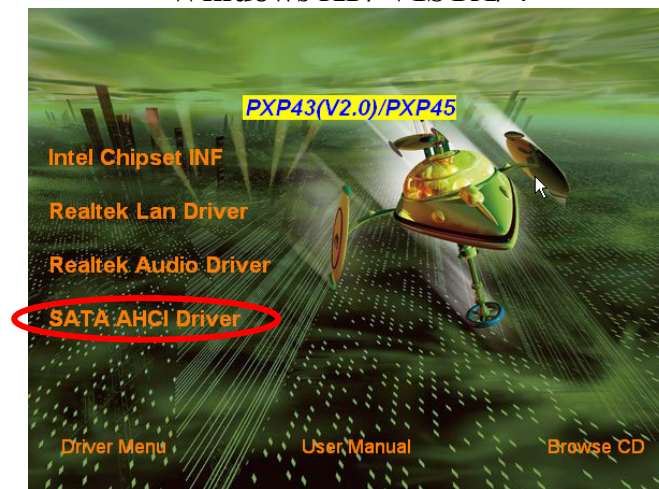 PXP43(V2.0)/PXP45
Intel Chipset INF
Realtek Lan Driver
Realtek Audio Driver
SATA AHCI Driver
Driver Menu User Manual Browse CD